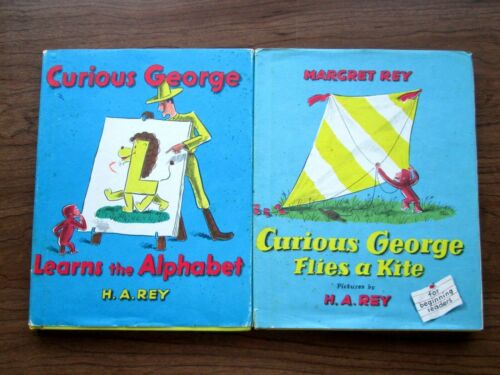 Curious George
L
Learns the Alphabet
H. A. REY
MARGRET REY
Curious George
Flies a Kite
Pictures by
H. A. REY
for
beginning
readers